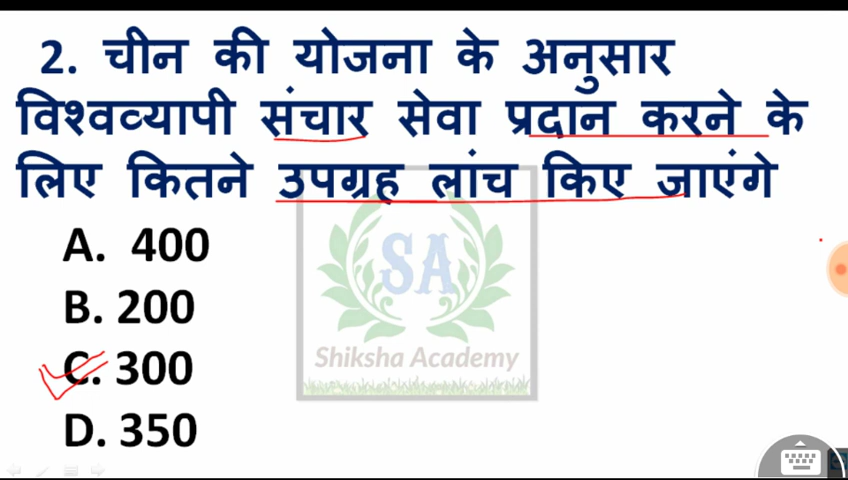 2. चीन की योजना के अनुसार
विश्वव्यापी संचार सेवा प्रदान करने के
लिए कितने उपग्रह लांच किए जाएंगे
A. 400
B. 200
C. 300
D. 350
SA
Shiksha Academy